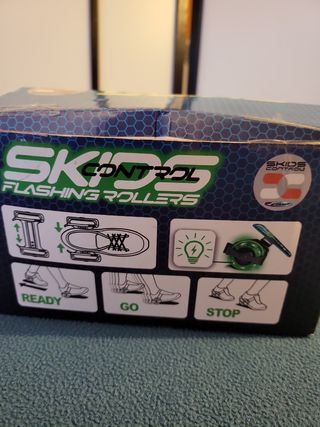 SKIDS
CONTROL
FLASHING ROLLERS
SKIDS
CONTROL
READY
GO
STOP